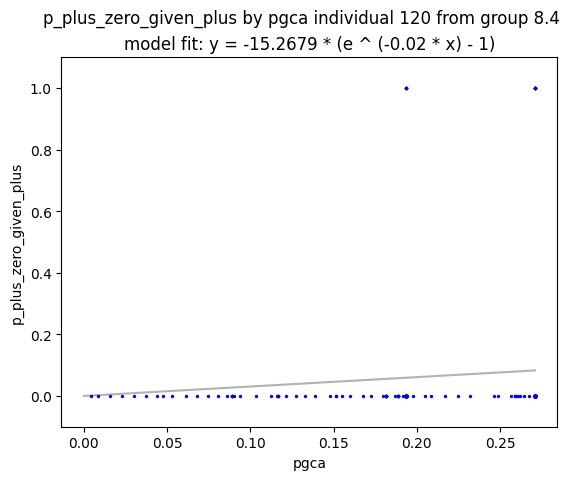 p_plus_zero_given_plus by pgca individual 120 from group 8.4
model fit: y = -15.2679 * (e ^ (-0.02 * x) - 1)
p_plus_zero_given_plus
1.0
0.8
0.6
0.4
0.2
0.0
0.00 0.05 0.10 0.15 0.20 0.25
pgca